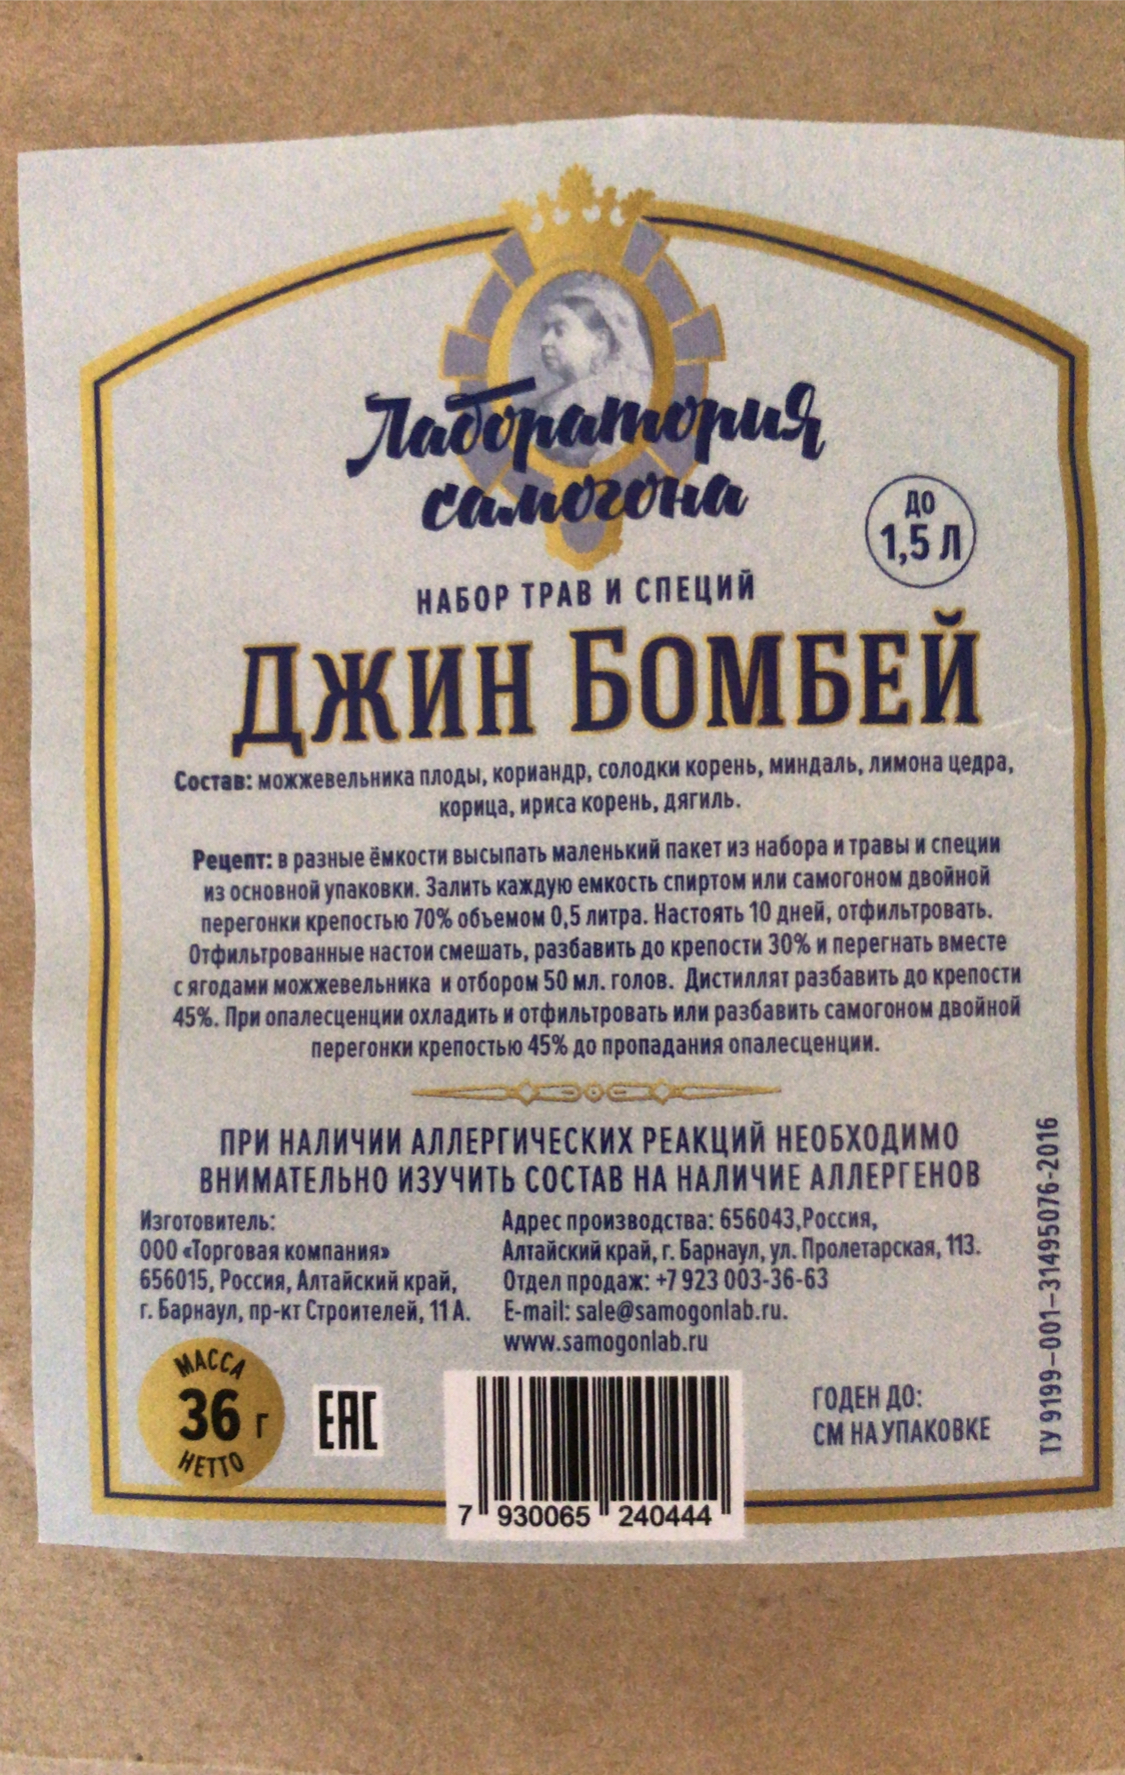 Лаборатория
самогона
ДО
1,5 Л
НАБОР ТРАВ И СПЕЦИЙ
ДЖИН БОМБЕЙ
Состав: можжевельника плоды, кориандр, солодки корень, миндаль, лимона цедра,
корица, ириса корень, дягиль.
Рецепт: в разные ёмкости высыпать маленький пакет из набора и травы и специи
из основной упаковки. Залить каждую емкость спиртом или самогоном двойной
перегонки крепостью 70% объемом 0,5 литра. Настоять 10 дней, отфильтровать.
Отфильтрованные настои смешать, разбавить до крепости 30% и перегнать вместе
с ягодами можжевельника и отбором 50 мл. голов. Дистиллят разбавить до крепости
45%. При опалесценции охладить и отфильтровать или разбавить самогоном двойной
перегонки крепостью 45% до пропадания опалесценции.
ПРИ НАЛИЧИИ АЛЛЕРГИЧЕСКИХ РЕАКЦИЙ НЕОБХОДИМО
ВНИМАТЕЛЬНО ИЗУЧИТЬ СОСТАВ НА НАЛИЧИЕ АЛЛЕРГЕНОВ
Изготовитель:
ООО «Торговая компания»
656015, Россия, Алтайский край,
г. Барнаул, пр-кт Строителей, 11 А.
Адрес производства: 656043,Россия,
Алтайский край, г. Барнаул, ул. Пролетарская, 113.
Отдел продаж: +7 923 003-36-63
E-mail: sale@samogonlab.ru.
www.samogonlab.ru
ТУ 9199-001-31495076-2016
МАССА
36 г
НЕТТО
EAC
ГОДЕН ДО:
СМ НА УПАКОВКЕ
7 930065 240444